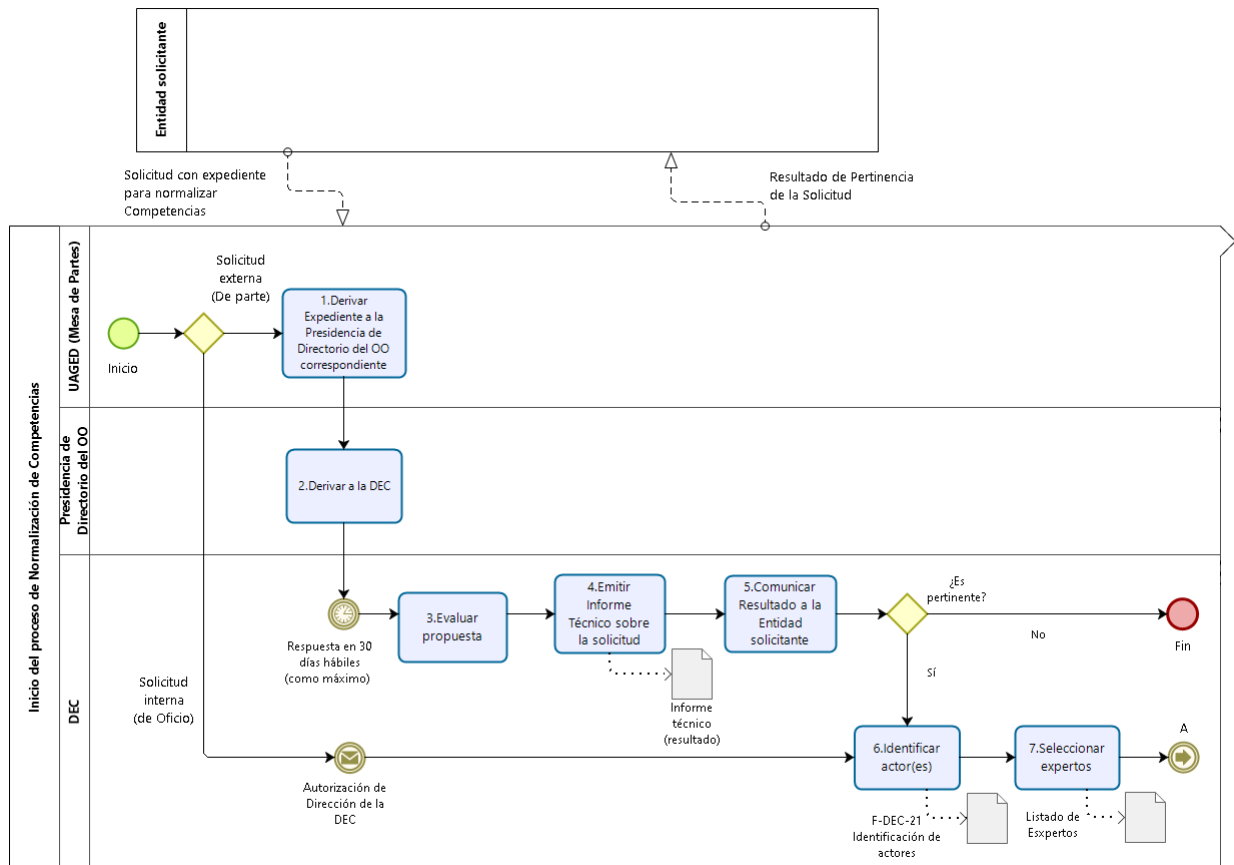 Entidad solicitante
Solicitud con expediente
para normalizar
Competencias
Resultado de Pertinencia
de la Solicitud
Inicio del proceso de Normalización de Competencias
UAGED (Mesa de Partes)
Inicio
Solicitud
externa
(De parte)
1.Derivar
Expediente a la
Presidencia de
Directorio del OO
correspondiente
Presidencia de
Directorio del OO
2.Derivar a la DEC
DEC
Respuesta en 30
días hábiles
(como máximo)
3.Evaluar
propuesta
4.Emitir
Informe
Técnico sobre
la solicitud
Informe
técnico
(resultado)
5.Comunicar
Resultado a la
Entidad
solicitante
¿Es
pertinente?
No
Fin
Sí
Solicitud
interna
(de Oficio)
Autorización de
Dirección de la
DEC
6.Identificar
actor(es)
F-DEC-21
Identificación de
actores
7.Seleccionar
expertos
Listado de
Esxpertos
A